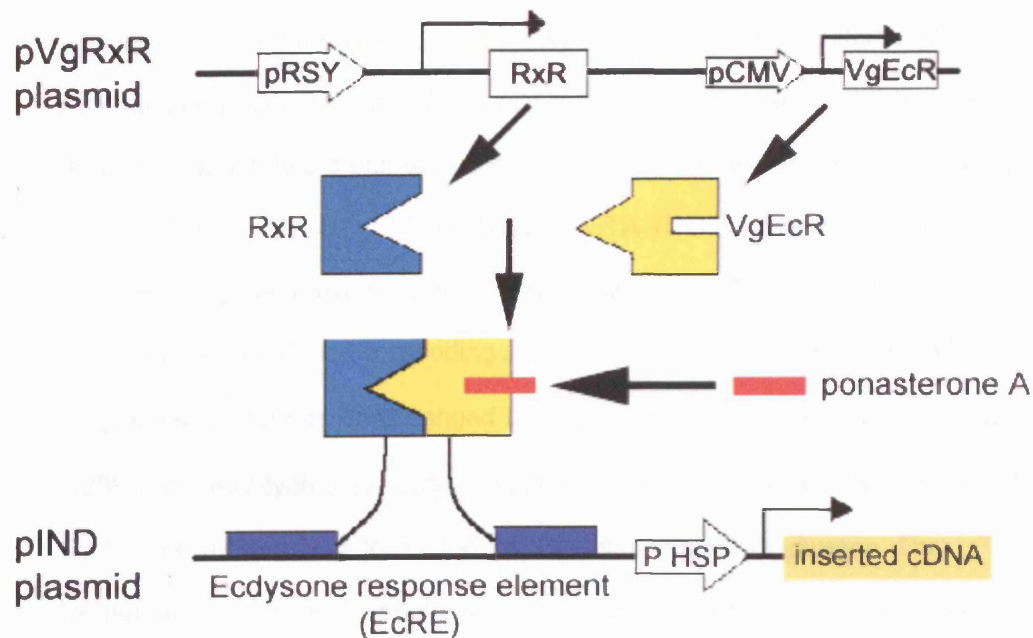 pVgRxR
plasmid
pRSY
RxR
pCMV
VgEcR
RxR
VgEcR
ponasterone A
pIND
plasmid
P HSP
inserted cDNA
Ecdysone response element
(EcRE)